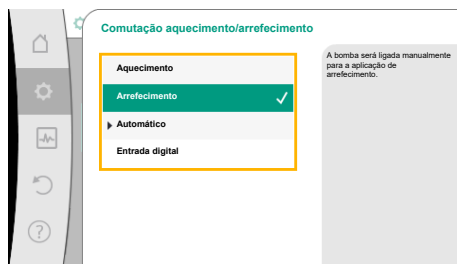 Comutação aquecimento/arrefecimento
Aquecimento
Arrefecimento
Automático
Entrada digital
A bomba será ligada manualmente
para a aplicação de
arrefecimento.
?